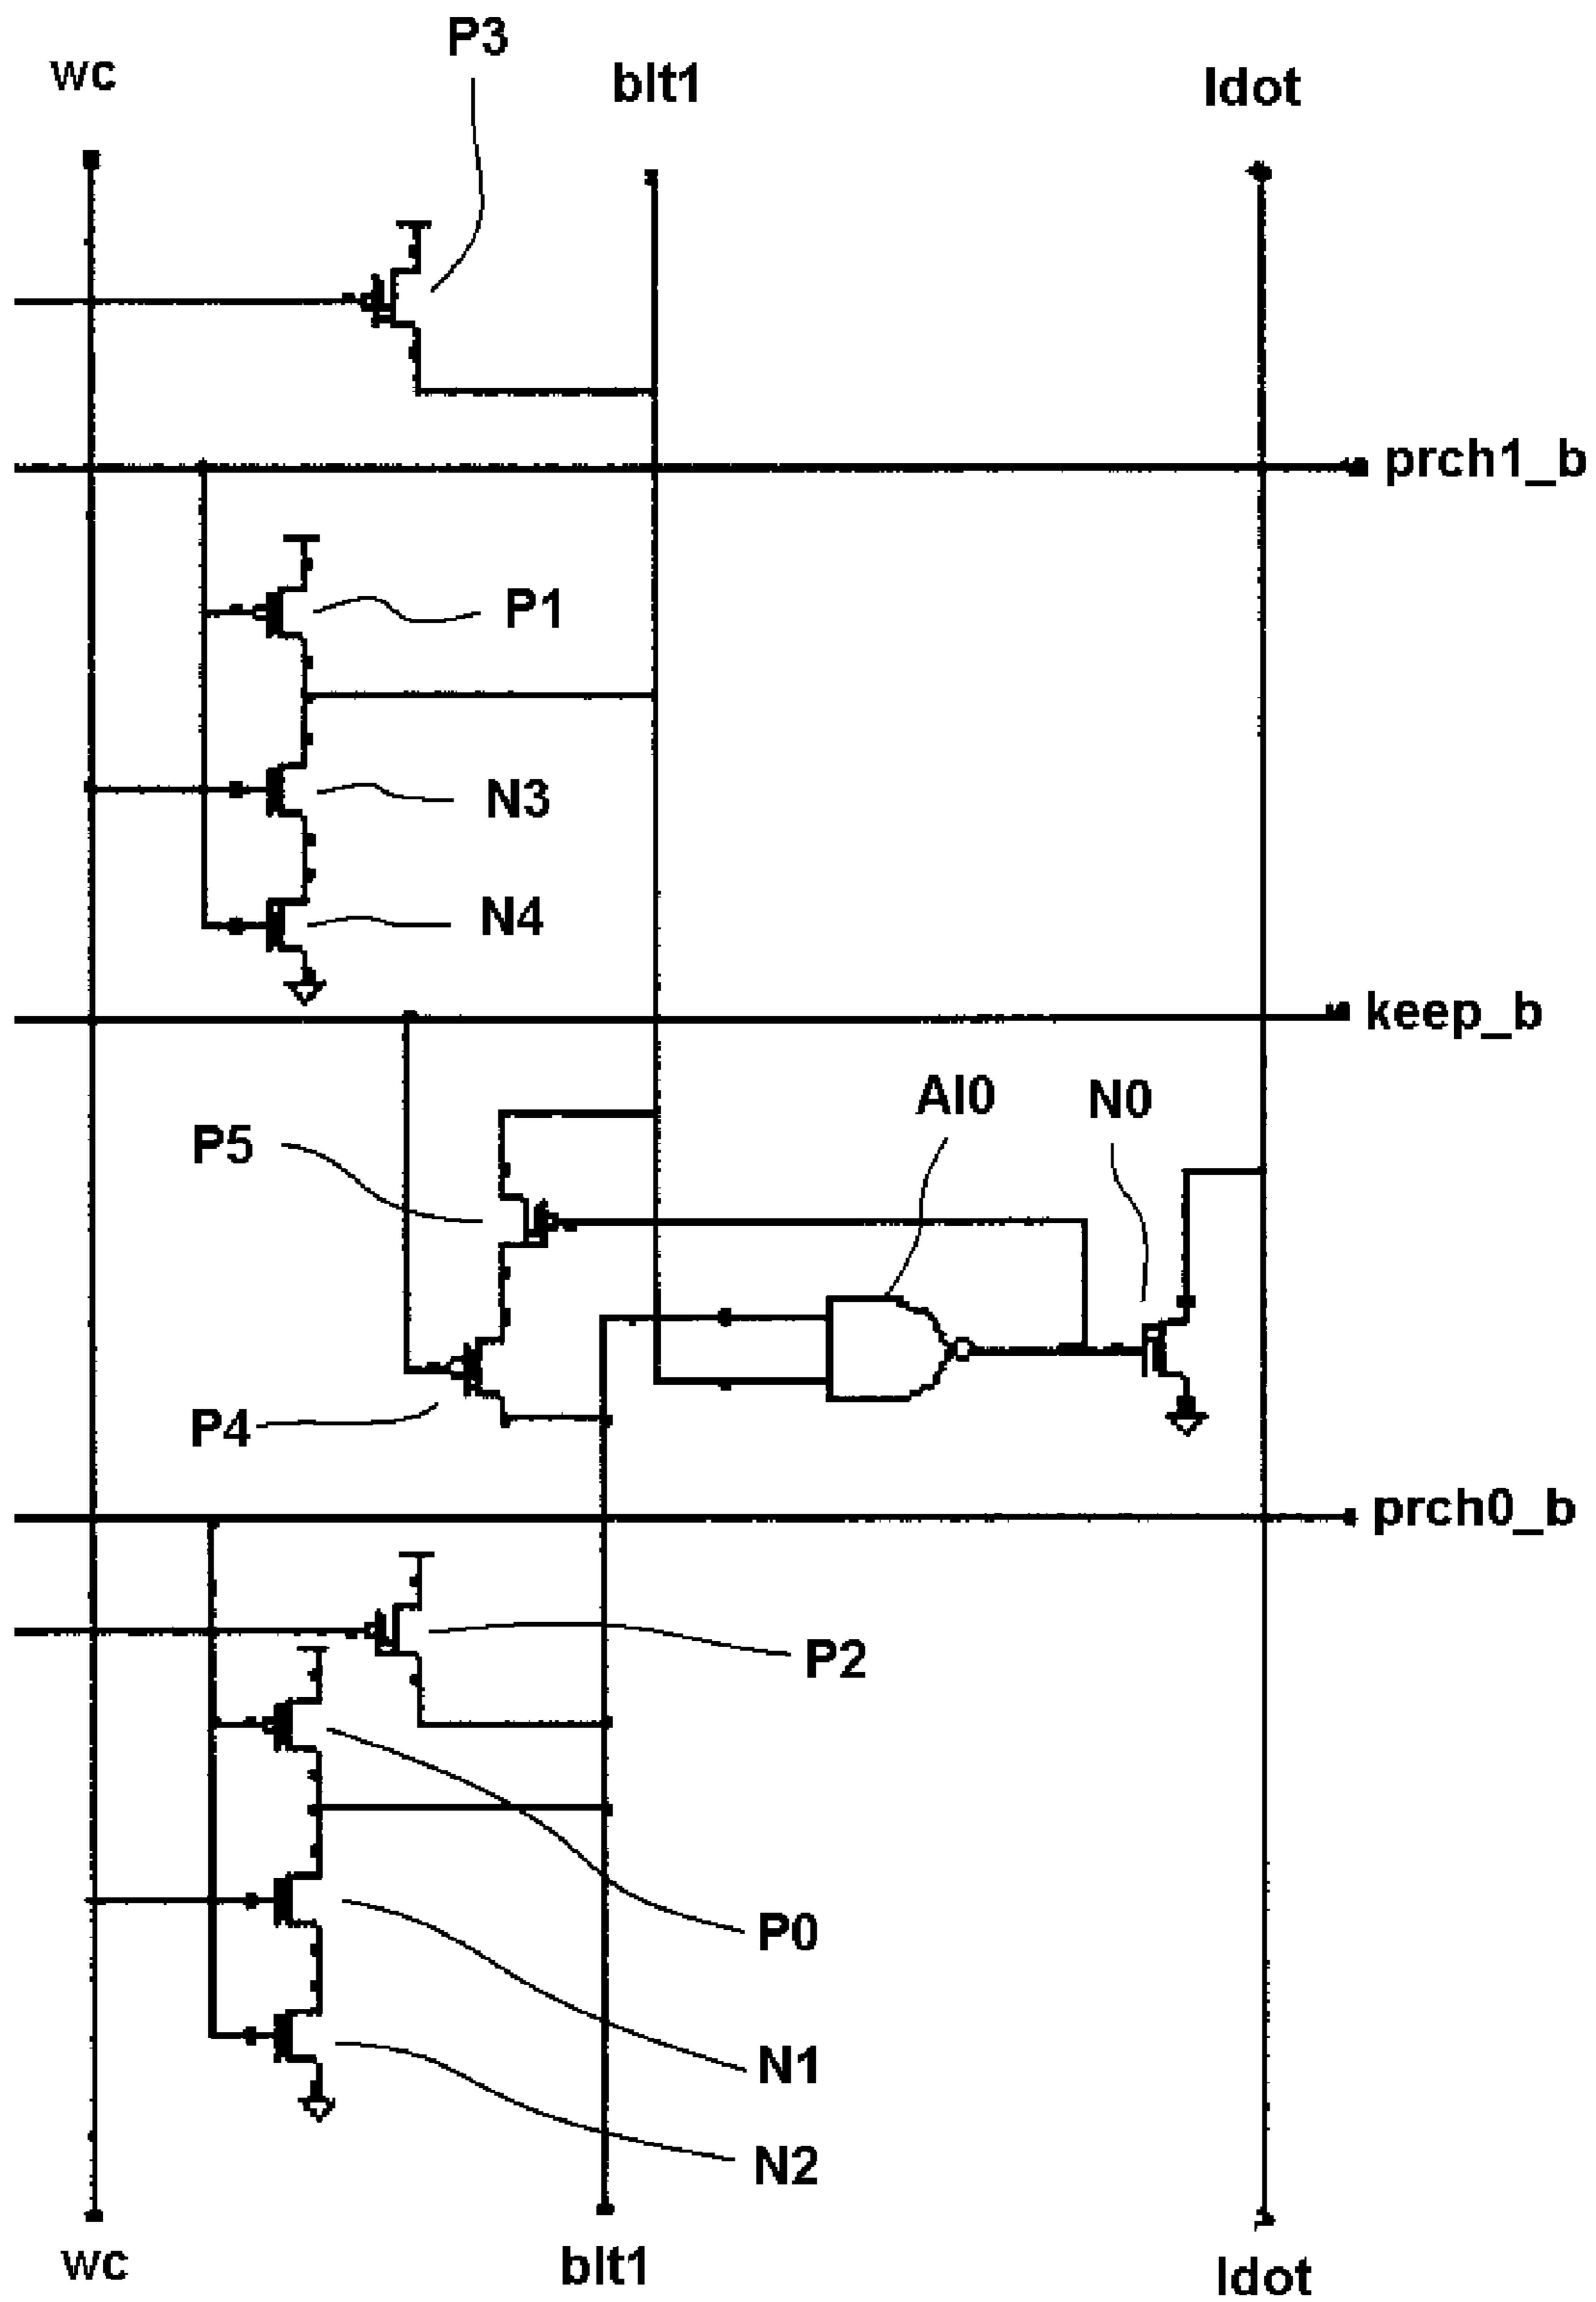 P3
wc
blt1
ldot
prch1_b
P1
N3
N4
keep_b
AI0
N0
P5
P4
prch0_b
P2
P0
N1
N2
wc
blt1
ldot